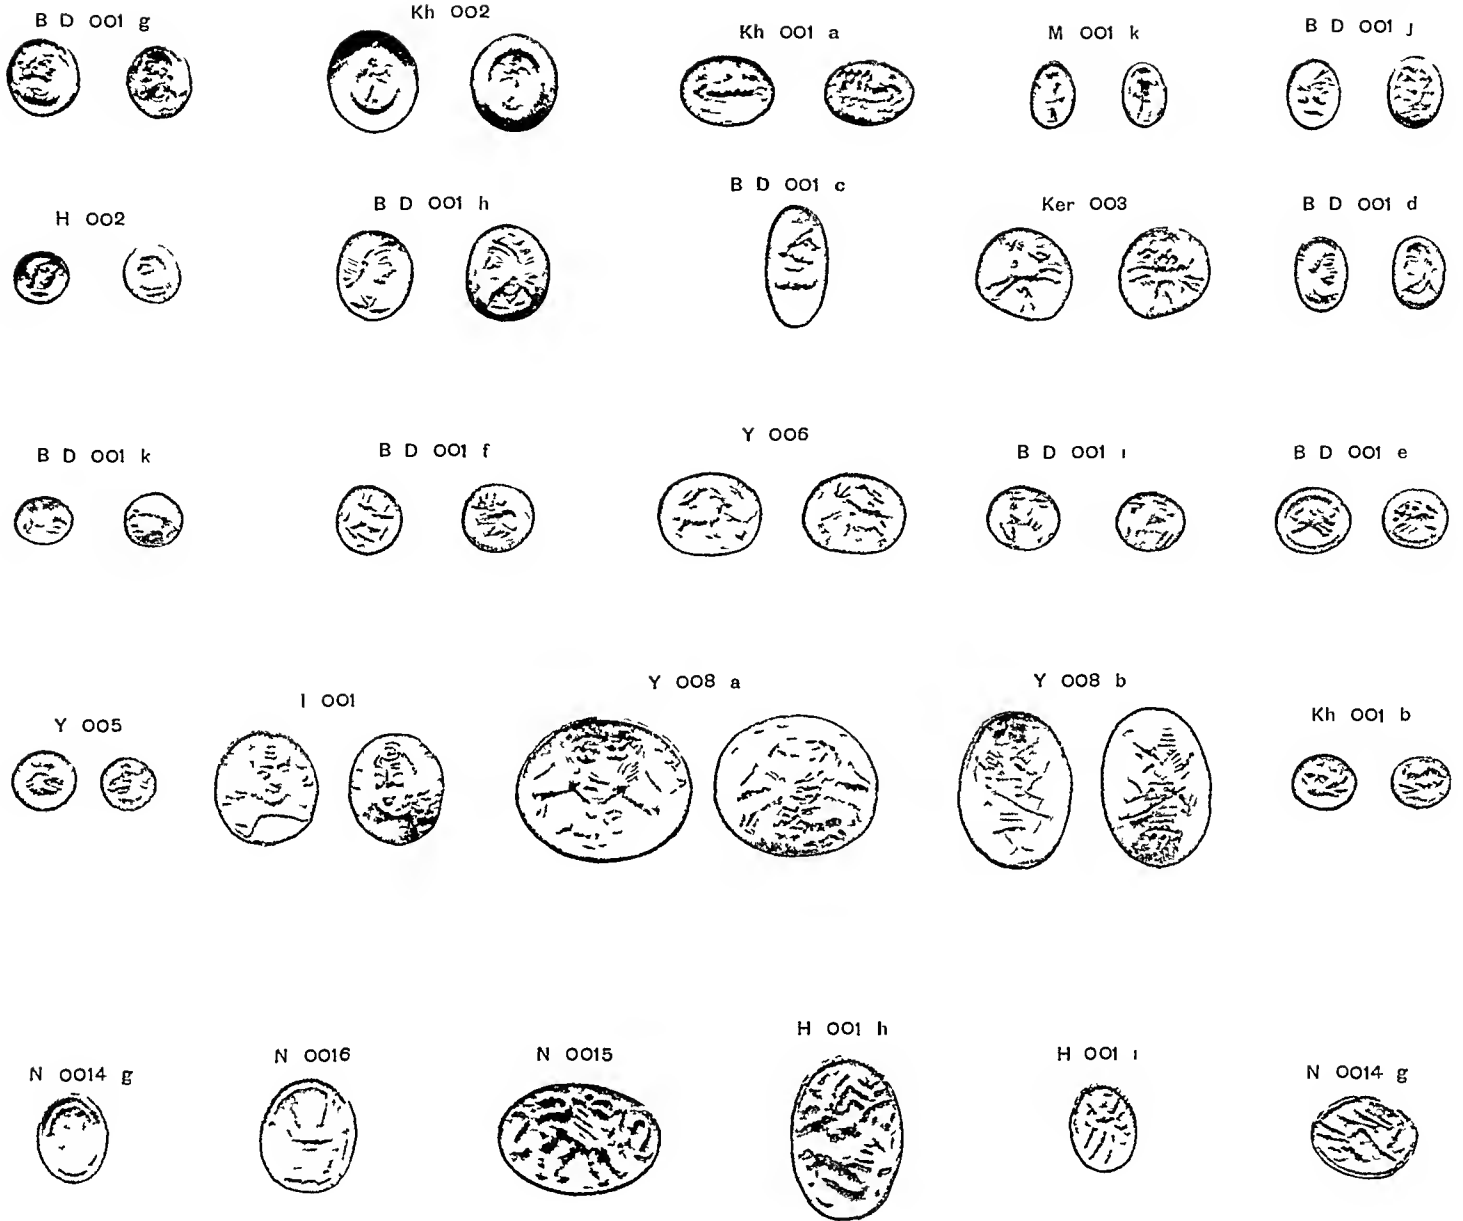 B D 001 g
Kh 002
Kh 001 a
M 001 k
B D 001 j
H 002
B D 001 h
B D 001 c
Ker 003
B D 001 d
B D 001 k
B D 001 f
Y 006
B D 001 i
B D 001 e
Y 005
I 001
Y 008 a
Y 008 b
Kh 001 b
N 0014 g
N 0016
N 0015
H 001 h
H 001 i
N 0014 g